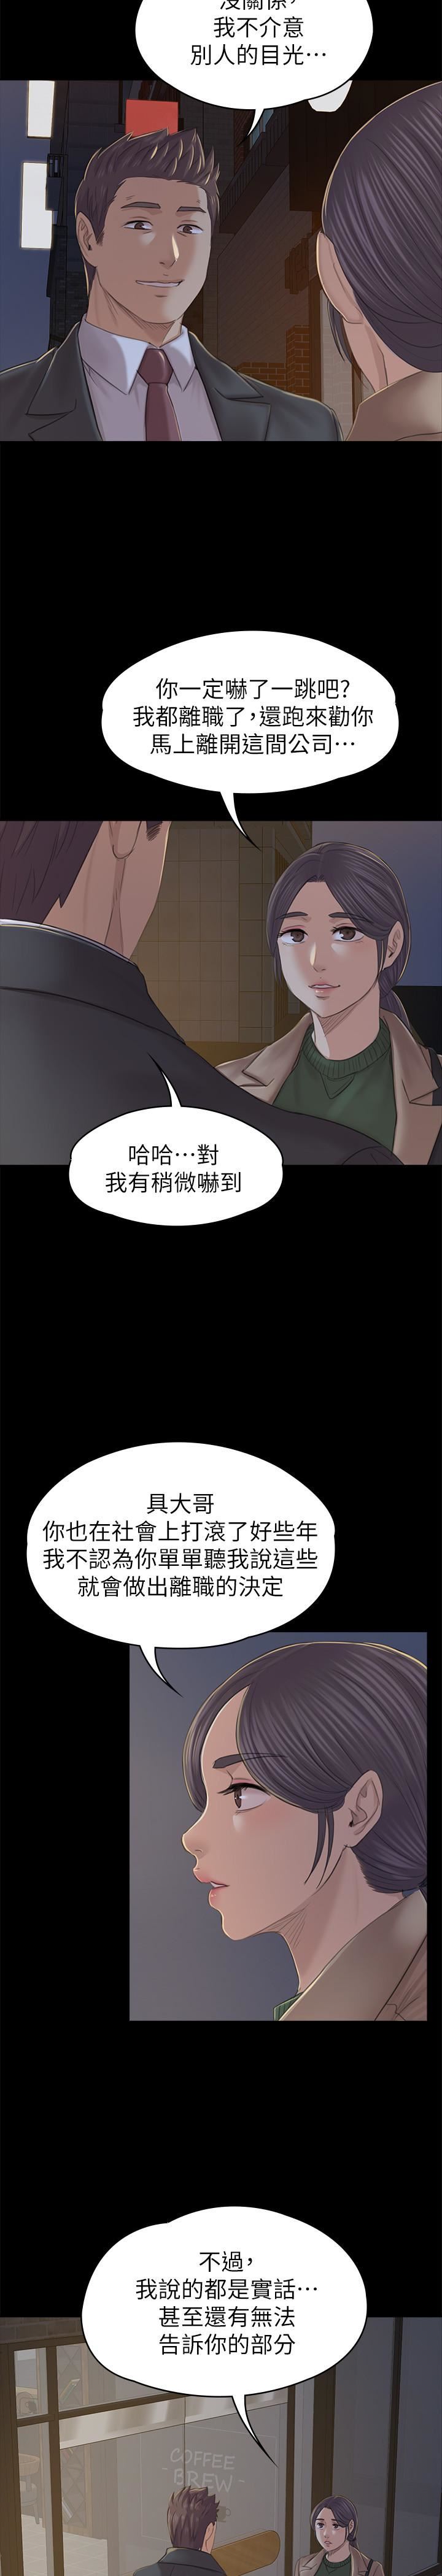 沒關係，
我不介意
別人的目光…
你一定嚇了一跳吧?
我都離職了,還跑來勸你
馬上離開這間公司…
哈哈…對
我有稍微嚇到
具大哥
你也在社會上打滾了好些年
我不認為你單單聽我說這些
就會做出離職的決定
不過，
我說的都是實話…
甚至還有無法
告訴你的部分
COFFEE
- BREW -